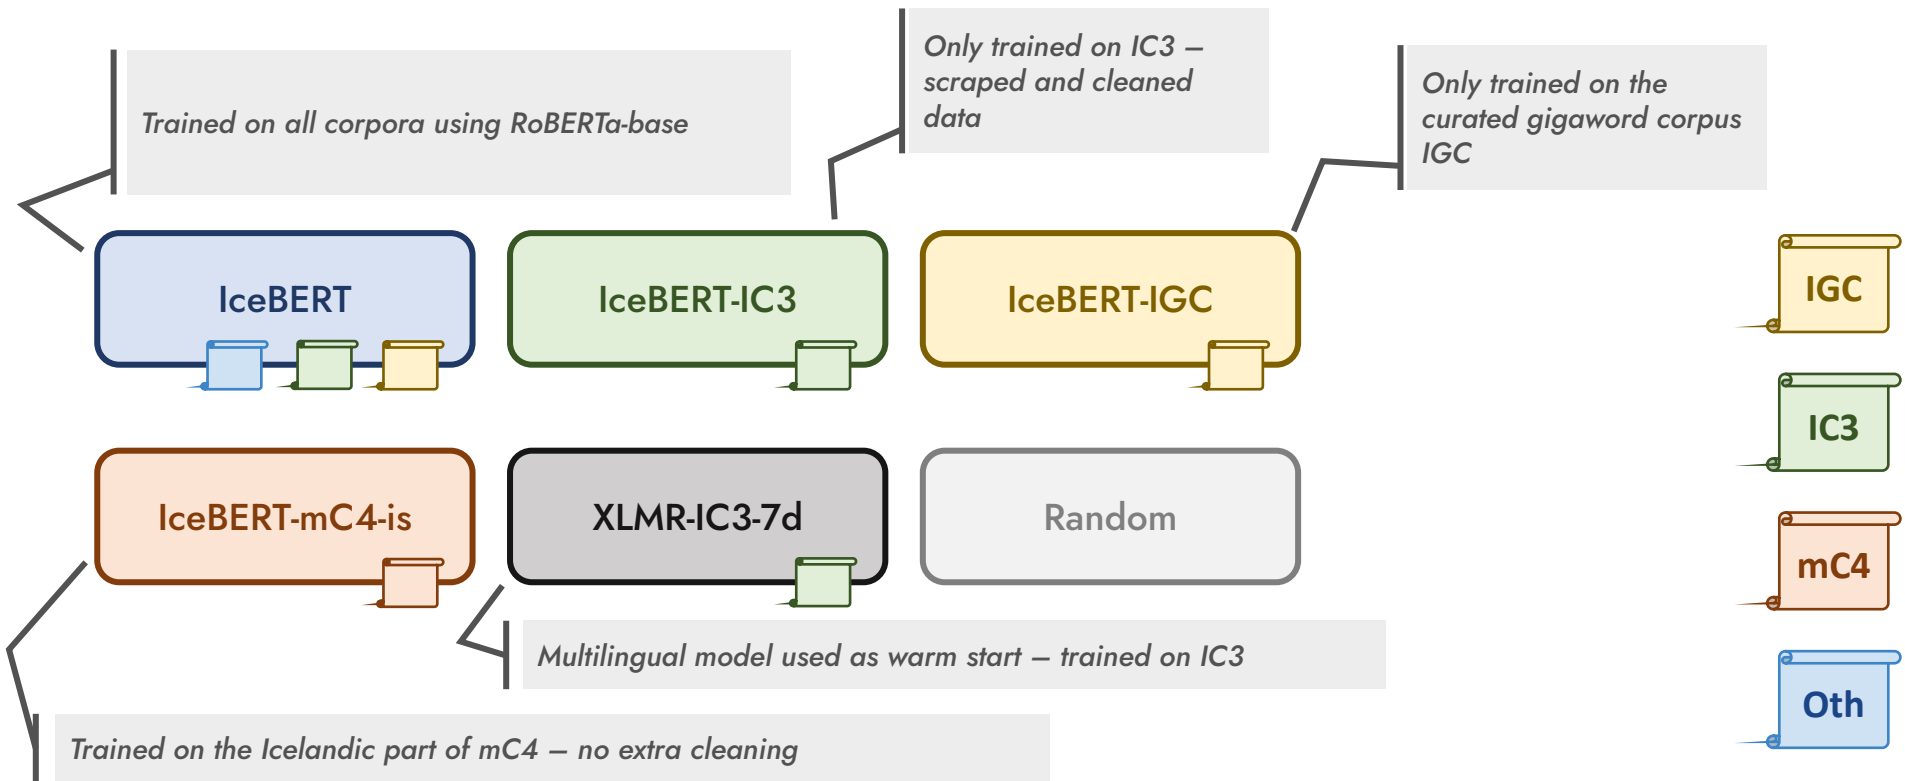 Trained on all corpora using RoBERTa-base
Only trained on IC3 –
scraped and cleaned
data
Only trained on the
curated gigaword corpus
IGC
IceBERT
IceBERT-IC3
IceBERT-IGC
IceBERT-mC4-is
XLMR-IC3-7d
Random
Multilingual model used as warm start – trained on IC3
Trained on the Icelandic part of mC4 – no extra cleaning
IGC
IC3
mC4
Oth